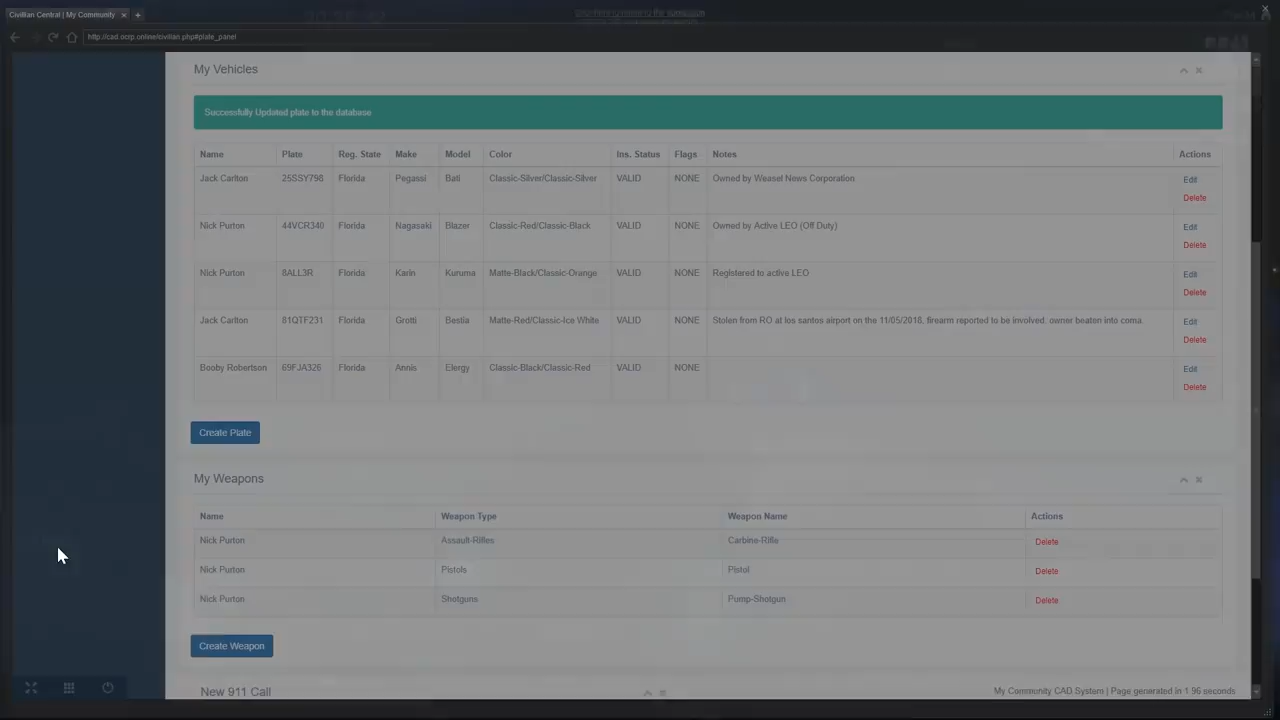 Civilian Central | My Community
http://cad.ocrp.online/civilian.php#plate_panel
My Vehicles
Successfully Updated plate to the database
Name Plate Reg. State Make Model Color Ins. Status Flags Notes Actions
Jack Carlton 25SSY798 Florida Pegassi Bati Classic-Silver/Classic-Silver VALID NONE Owned by Weasel News Corporation Edit
Delete
Nick Purton 44VCR340 Florida Nagasaki Blazer Classic-Red/Classic-Black VALID NONE Owned by Active LEO (Off Duty) Edit
Delete
Nick Purton 8ALL3R Florida Karin Kuruma Matte-Black/Classic-Orange VALID NONE Registered to active LEO Edit
Delete
Jack Carlton 81QTF231 Florida Grotti Bestia Matte-Red/Classic-Ice White VALID NONE Stolen from RO at los santos airport on the 11/05/2018, firearm reported to be involved. owner beaten into coma. Edit
Delete
Booby Robertson 69FJA326 Florida Annis Elergy Classic-Black/Classic-Red VALID NONE Edit
Delete
Create Plate
My Weapons
Name Weapon Type Weapon Name Actions
Nick Purton Assault-Rifles Carbine-Rifle Delete
Nick Purton Pistols Pistol Delete
Nick Purton Shotguns Pump-Shotgun Delete
Create Weapon
New 911 Call
My Community CAD System | Page generated in 1.96 seconds